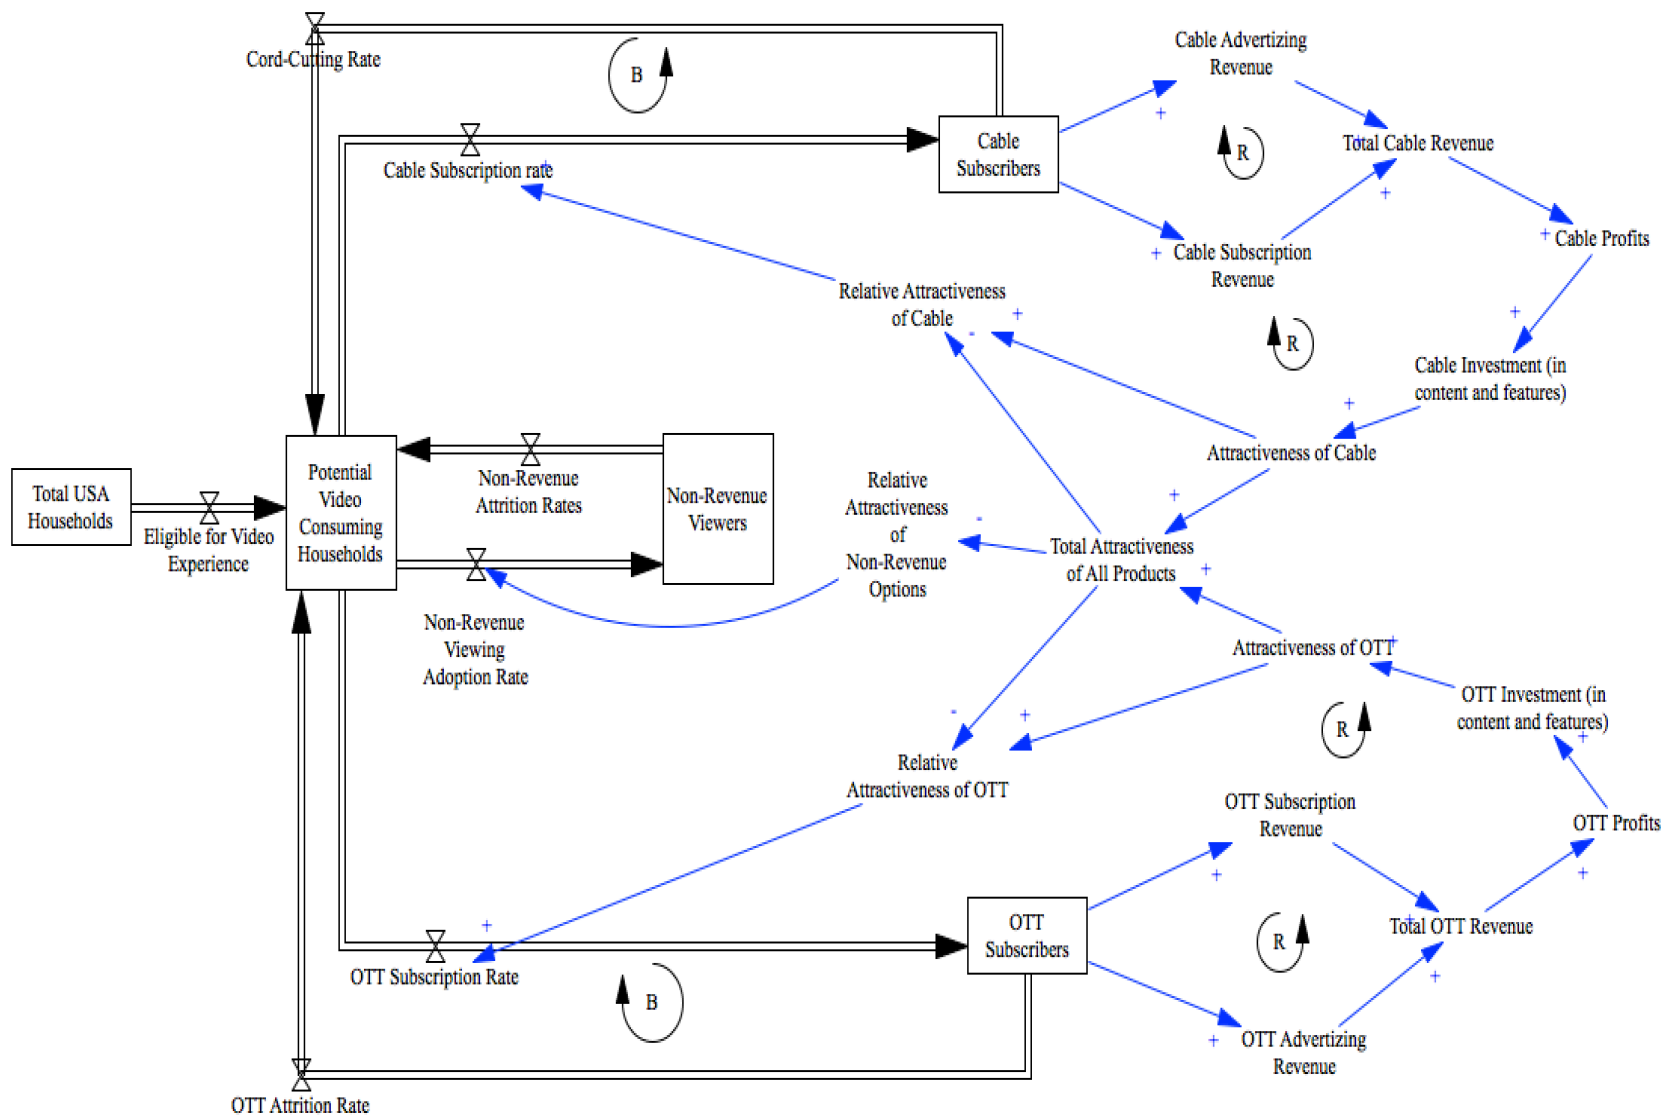 Cord-Cutting Rate
B
Cable Advertizing
Revenue
+
Cable Subscription rate
+
Cable
Subscribers
R
Total Cable Revenue
+
+
+
Cable Subscription
Revenue
+
Cable Profits
Relative Attractiveness
of Cable
+
-
R
+
Cable Investment (in
content and features)
+
Attractiveness of Cable
Total USA
Households
Eligible for Video
Experience
Potential
Video
Consuming
Households
Non-Revenue
Attrition Rates
Non-Revenue
Viewers
Relative
Attractiveness
of
Non-Revenue
Options
-
+
Total Attractiveness
of All Products
+
Non-Revenue
Viewing
Adoption Rate
Attractiveness of OTT
+
OTT Investment (in
content and features)
+
R
-
+
Relative
Attractiveness of OTT
OTT Subscription
Revenue
OTT Profits
+
+
+
OTT Subscription Rate
OTT
Subscribers
R
Total OTT Revenue
+
+
B
+
OTT Advertizing
Revenue
OTT Attrition Rate